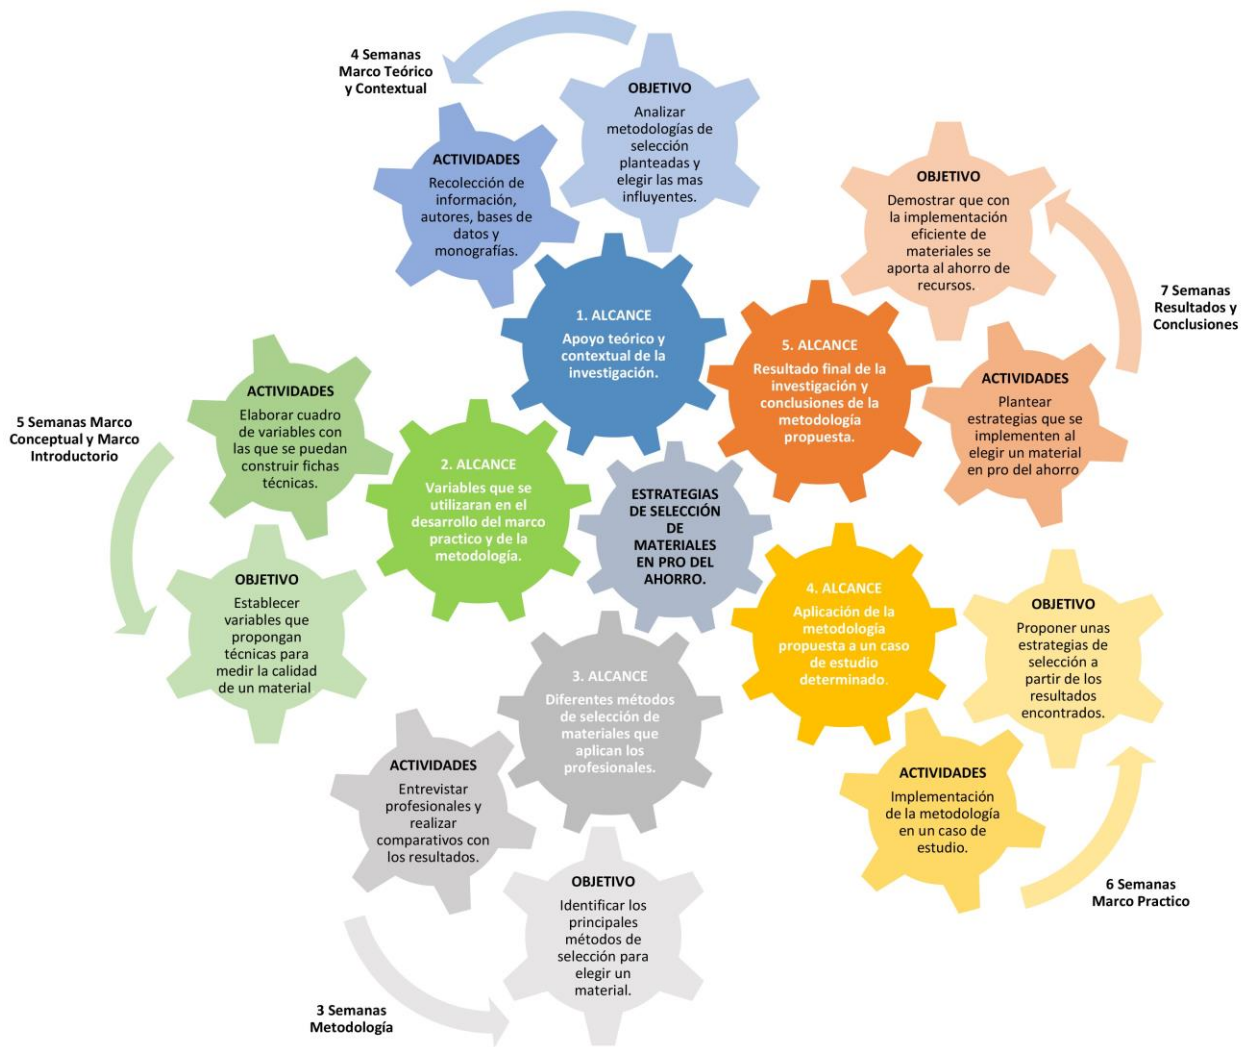 4 Semanas
Marco Teórico
y Contextual
OBJETIVO
Analizar
metodologías de
selección
planteadas y
elegir las mas
influyentes.
ACTIVIDADES
Recolección de
información,
autores, bases de
datos y
monografías.
1. ALCANCE
Apoyo teórico y
contextual de la
investigación.
OBJETIVO
Demostrar que con
la implementación
eficiente de
materiales se
aporta al ahorro de
recursos.
7 Semanas
Resultados y
Conclusiones
5. ALCANCE
Resultado final de la
investigación y
conclusiones de la
metodología
propuesta.
ACTIVIDADES
Plantear
estrategias que se
implementen al
elegir un material
en pro del ahorro
5 Semanas Marco
Conceptual y Marco
Introductorio
ACTIVIDADES
Elaborar cuadro
de variables con
las que se puedan
construir fichas
técnicas.
2. ALCANCE
Variables que se
utilizaran en el
desarrollo del marco
practico y de la
metodología.
OBJETIVO
Establecer
variables que
propongan
técnicas para
medir la calidad
de un material
ESTRATEGIAS
DE SELECCIÓN
DE
MATERIALES
EN PRO DEL
AHORRO.
4. ALCANCE
Aplicación de la
metodología
propuesta a un caso
de estudio
determinado.
OBJETIVO
Proponer unas
estrategias de
selección a
partir de los
resultados
encontrados.
ACTIVIDADES
Implementación
de la metodología
en un caso de
estudio.
6 Semanas
Marco Practico
3. ALCANCE
Diferentes métodos
de selección de
materiales que
aplican los
profesionales.
ACTIVIDADES
Entrevistar
profesionales y
realizar
comparativos con
los resultados.
OBJETIVO
Identificar los
principales
métodos de
selección para
elegir un
material.
3 Semanas
Metodología